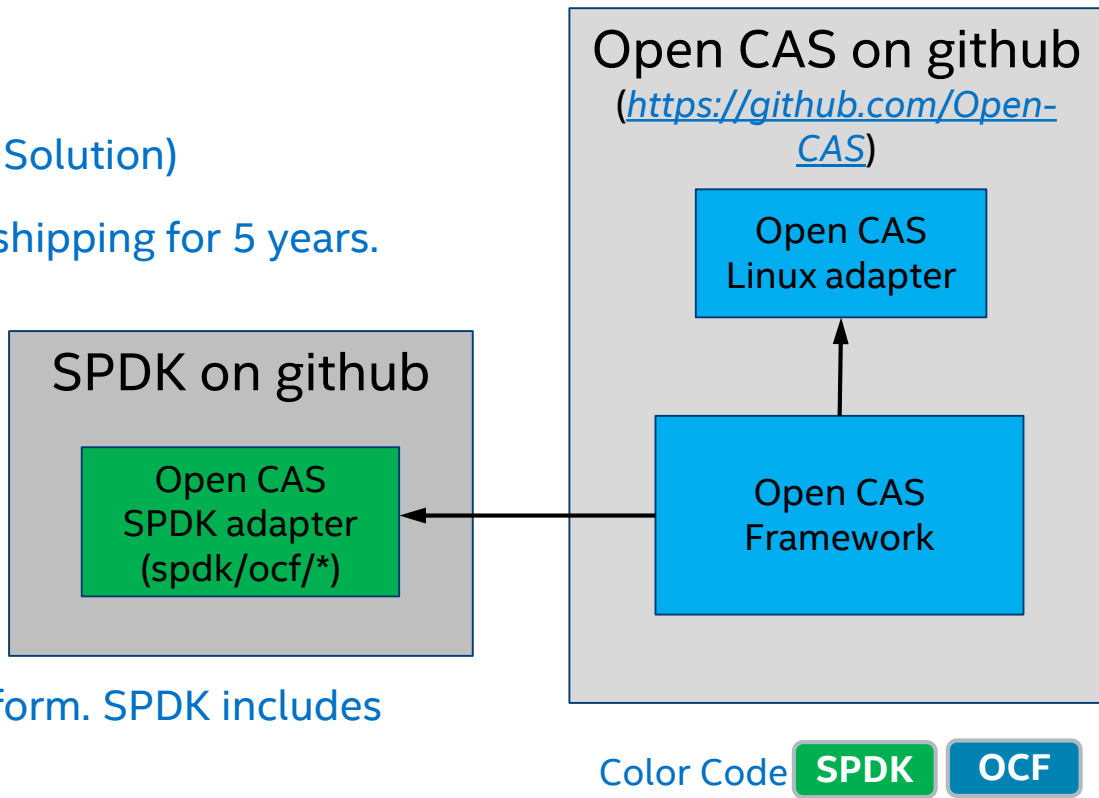 Solution)
shipping for 5 years.
SPDK on github
Open CAS
SPDK adapter
(spdk/ocf/*)
form. SPDK includes
Open CAS on github
(https://github.com/Open-
CAS)
Open CAS
Linux adapter
Open CAS
Framework
Color Code SPDK OCF